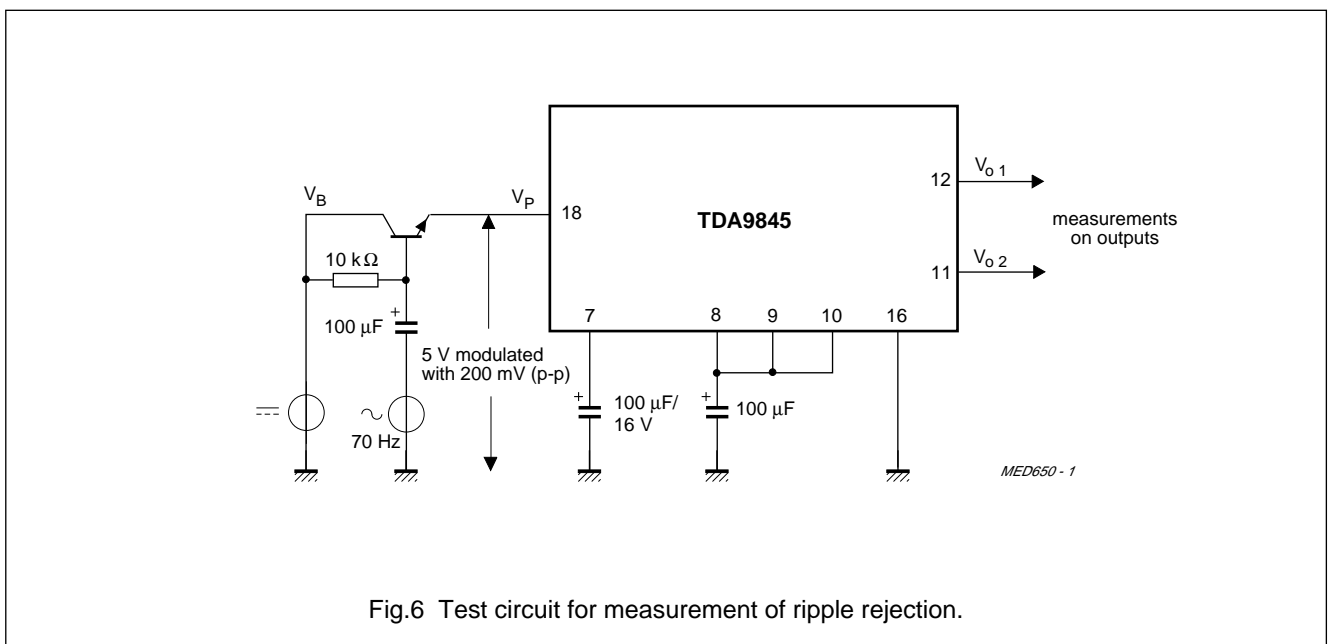 V_B
V_P
18
TDA9845
12
V_o 1
measurements
on outputs
V_o 2
11
10 kΩ
+
100 µF
5 V modulated
with 200 mV (p-p)
70 Hz
7
8
9
10
16
+
100 µF/
16 V
+
100 µF
MED650 - 1
Fig.6 Test circuit for measurement of ripple rejection.